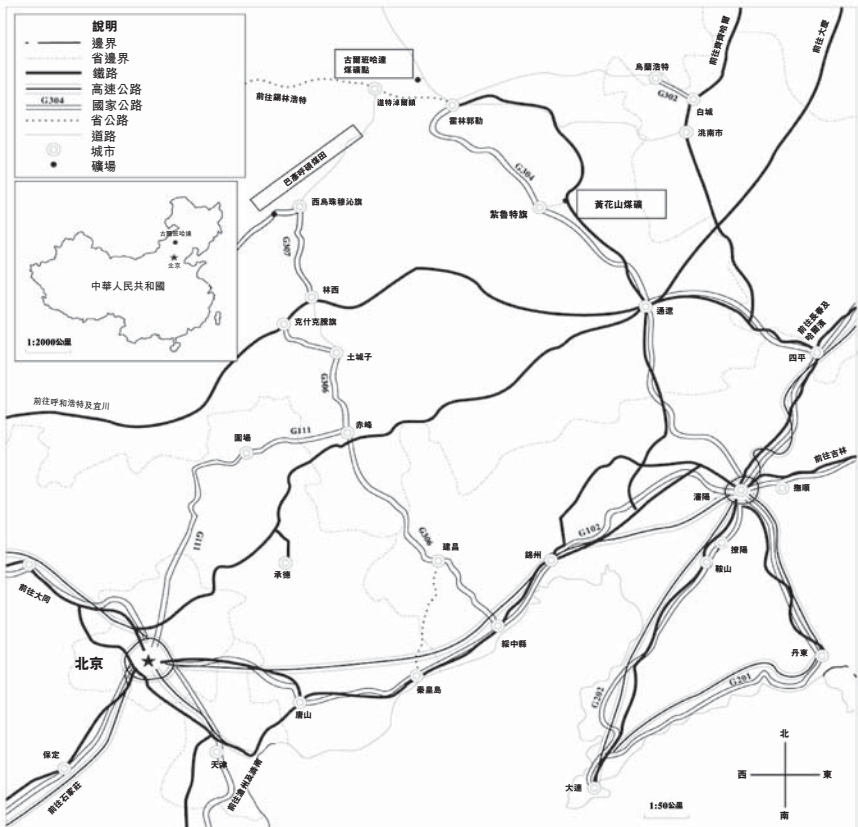 說明
邊界
省邊界
鐵路
高速公路
G304
國家公路
省公路
道路
城市
礦場
古爾班哈達
北京
中華人民共和國
1:2000公里
古爾班哈達
煤礦點
前往錫林浩特
道特淖爾鎮
霍林郭勒
烏蘭浩特
G302
白城
洮南市
前往齊齊哈爾
前往大慶
巴彥呼碩煤田
西烏珠穆沁旗
G304
紮魯特旗
黃花山煤礦
G307
林西
克什克騰旗
土城子
G306
通遼
前往長春及
哈爾濱
四平
前往呼和浩特及宜川
G111
圍場
赤峰
G111
前往吉林
瀋陽
撫順
G306
建昌
G102
錦州
遼陽
鞍山
承德
前往大同
綏中縣
北京
秦皇島
唐山
丹東
G201
G202
保定
天津
前往石家莊
前往滄州及濟南
大連
1:50公里
北
西
東
南